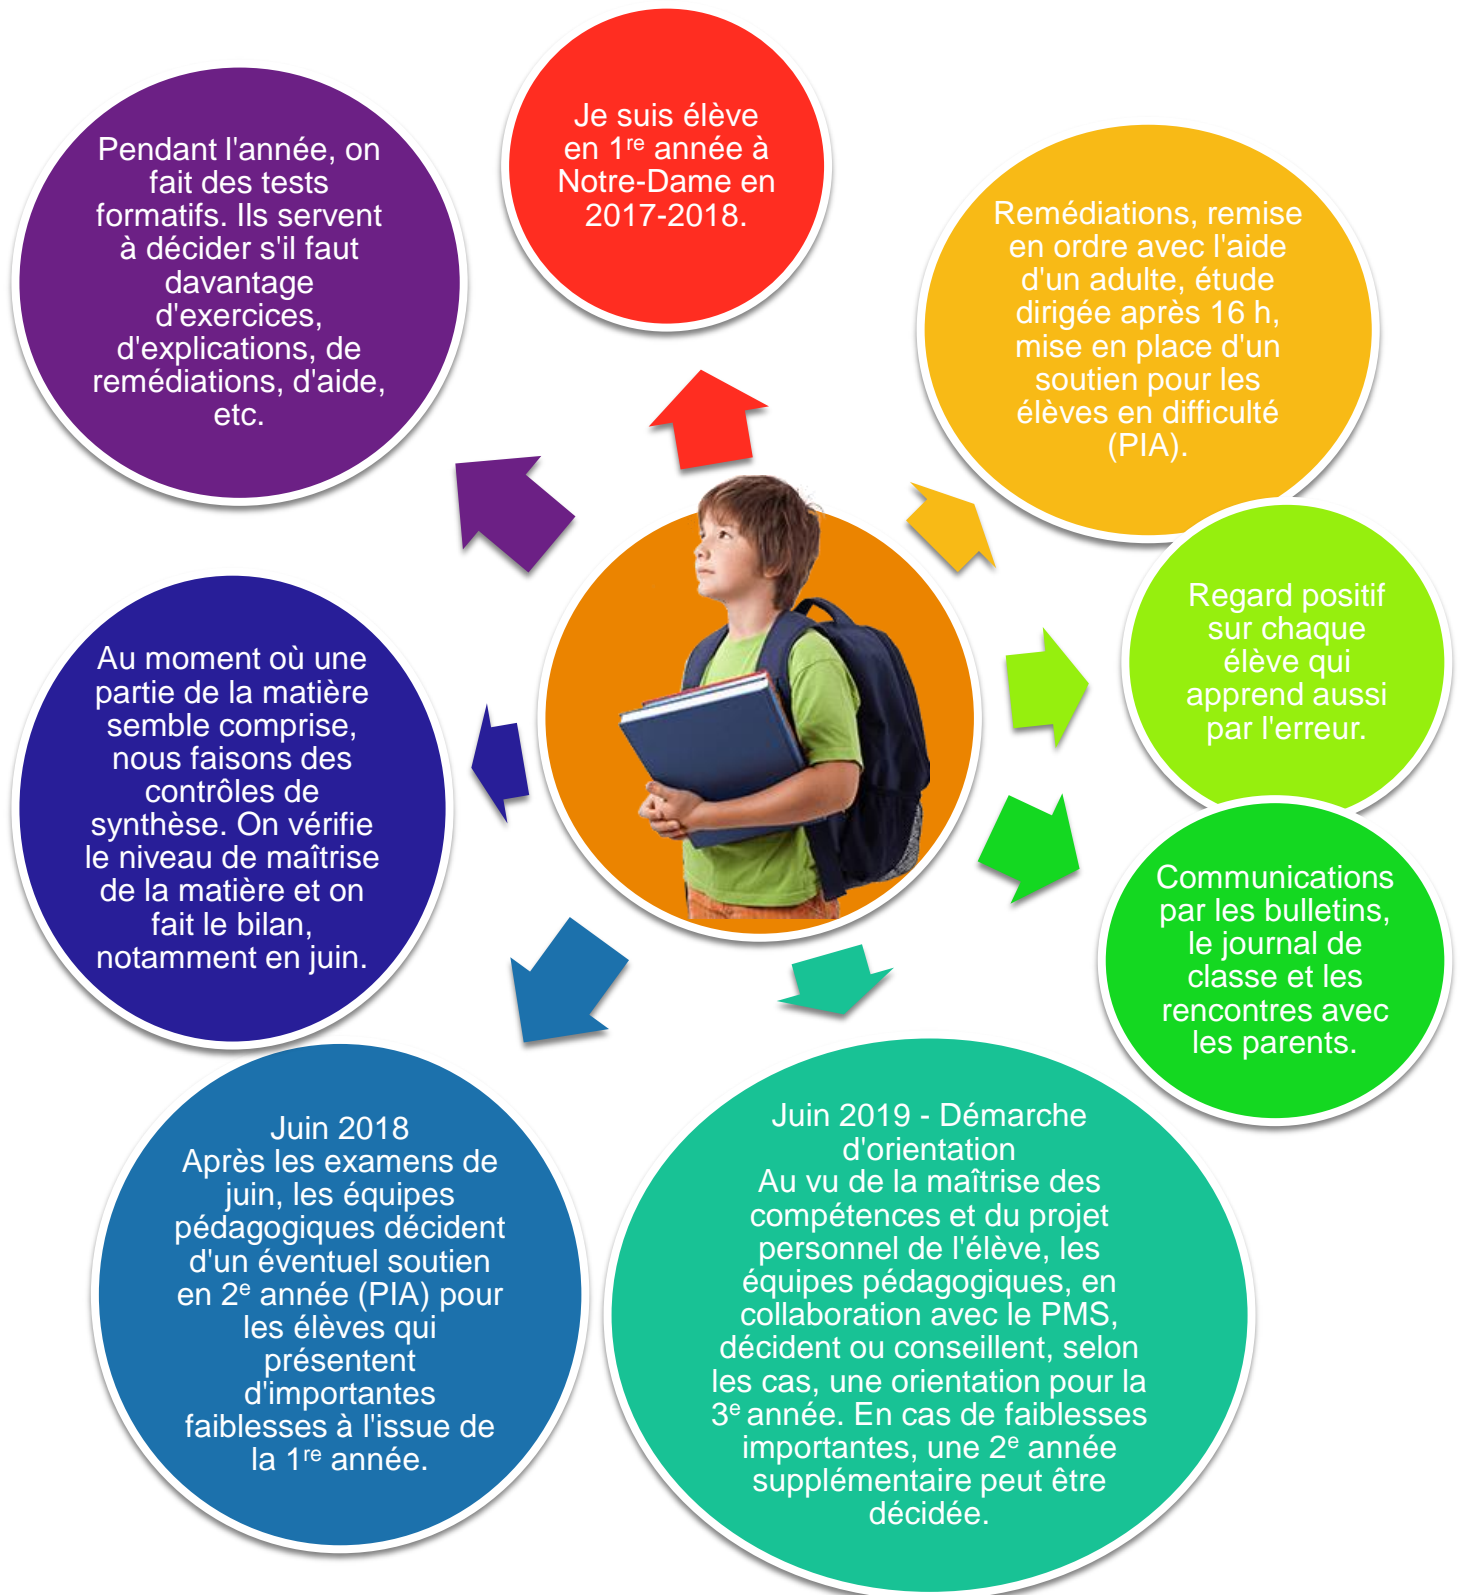 Je suis élève
en 1re année à
Notre-Dame en
2017-2018.
Remédiations, remise
en ordre avec l'aide
d'un adulte, étude
dirigée après 16 h,
mise en place d'un
soutien pour les
élèves en difficulté
(PIA).
Regard positif
sur chaque
élève qui
apprend aussi
par l'erreur.
Communications
par les bulletins,
le journal de
classe et les
rencontres avec
les parents.
Juin 2019 - Démarche
d'orientation
Au vu de la maîtrise des
compétences et du projet
personnel de l'élève, les
équipes pédagogiques, en
collaboration avec le PMS,
décident ou conseillent, selon
les cas, une orientation pour la
3e année. En cas de faiblesses
importantes, une 2e année
supplémentaire peut être
décidée.
Juin 2018
Après les examens de
juin, les équipes
pédagogiques décident
d'un éventuel soutien
en 2e année (PIA) pour
les élèves qui
présentent
d'importantes
faiblesses à l'issue de
la 1re année.
Au moment où une
partie de la matière
semble comprise,
nous faisons des
contrôles de
synthèse. On vérifie
le niveau de maîtrise
de la matière et on
fait le bilan,
notamment en juin.
Pendant l'année, on
fait des tests
formatifs. Ils servent
à décider s'il faut
davantage
d'exercices,
d'explications, de
remédiations, d'aide,
etc.